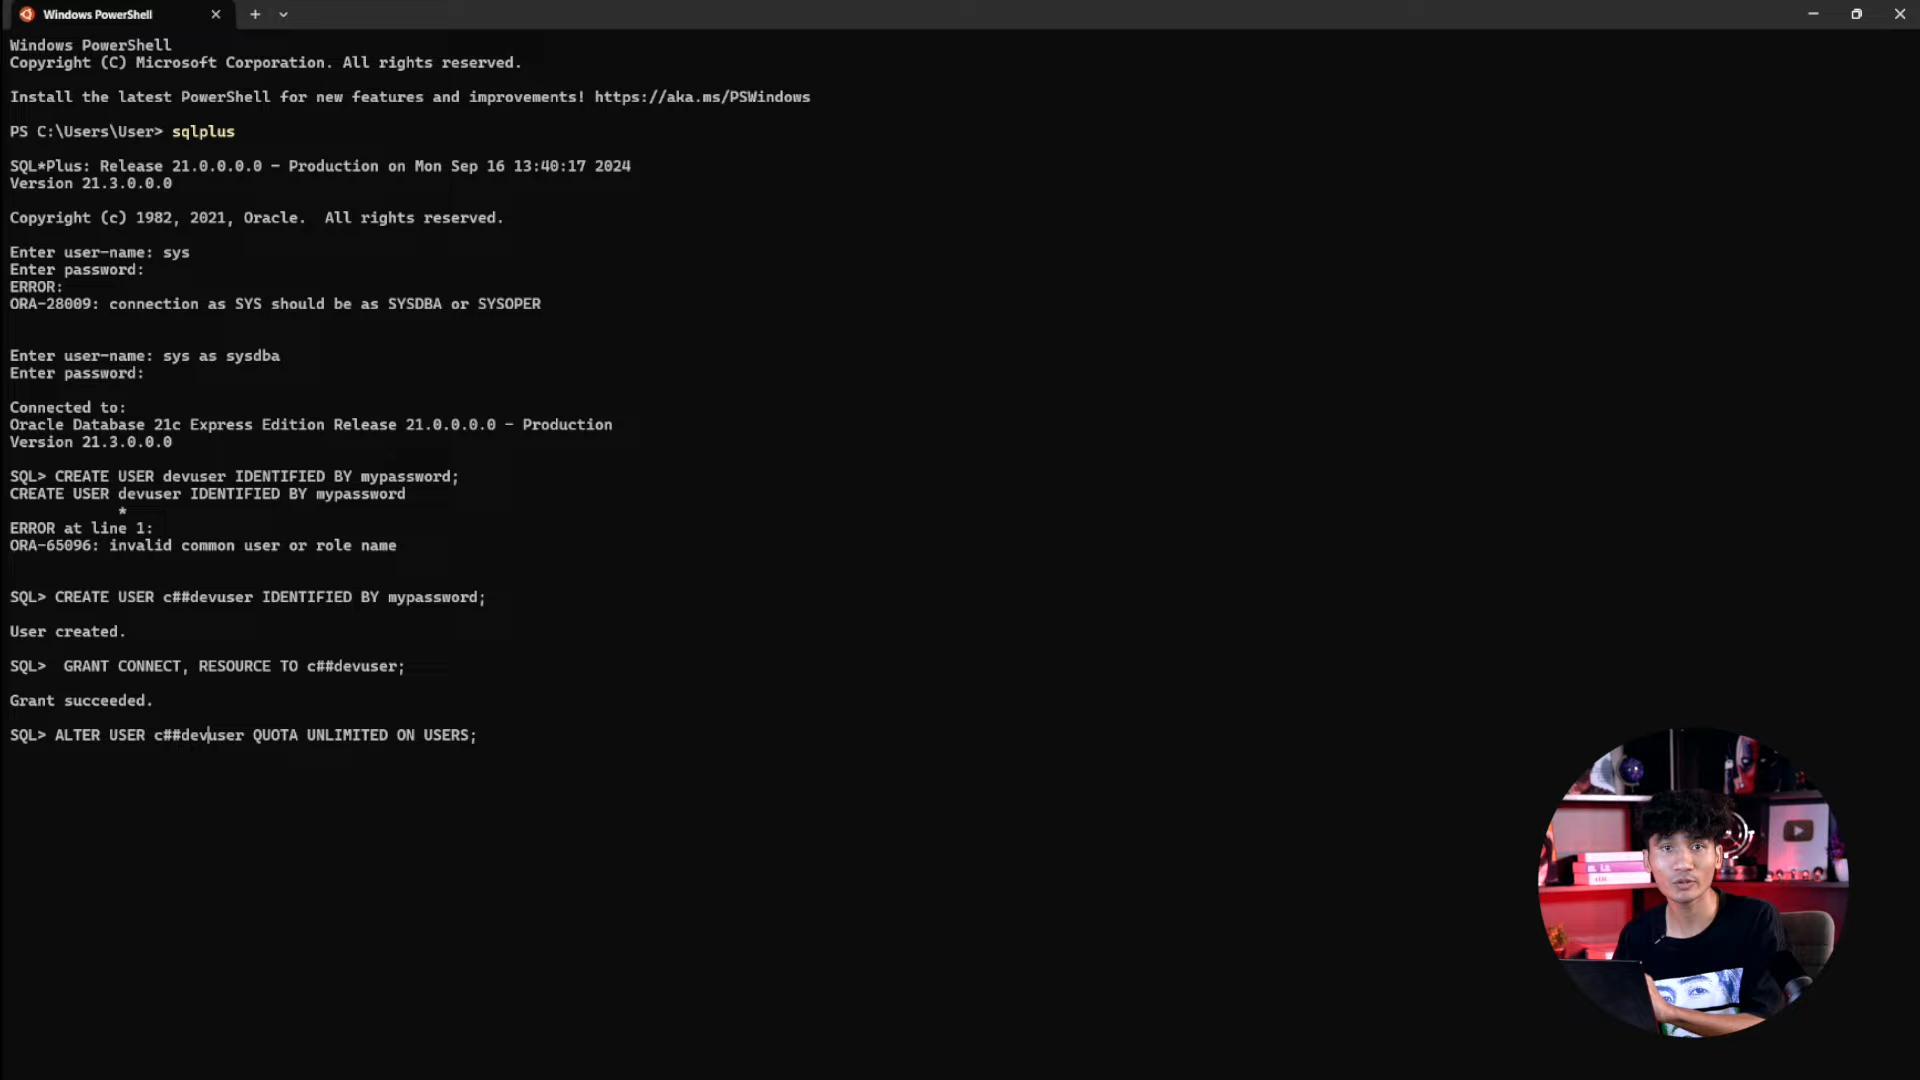 Windows PowerShell
Windows PowerShell
Copyright (C) Microsoft Corporation. All rights reserved.
Install the latest PowerShell for new features and improvements! https://aka.ms/PSWindows
PS C:\Users\User> sqlplus
SQL*Plus: Release 21.0.0.0.0 - Production on Mon Sep 16 13:40:17 2024
Version 21.3.0.0.0
Copyright (c) 1982, 2021, Oracle.  All rights reserved.
Enter user-name: sys
Enter password:
ERROR:
ORA-28009: connection as SYS should be as SYSDBA or SYSOPER
Enter user-name: sys as sysdba
Enter password:
Connected to:
Oracle Database 21c Express Edition Release 21.0.0.0.0 - Production
Version 21.3.0.0.0
SQL> CREATE USER devuser IDENTIFIED BY mypassword;
CREATE USER devuser IDENTIFIED BY mypassword
*
ERROR at line 1:
ORA-65096: invalid common user or role name
SQL> CREATE USER c##devuser IDENTIFIED BY mypassword;
User created.
SQL>  GRANT CONNECT, RESOURCE TO c##devuser;
Grant succeeded.
SQL> ALTER USER c##devuser QUOTA UNLIMITED ON USERS;